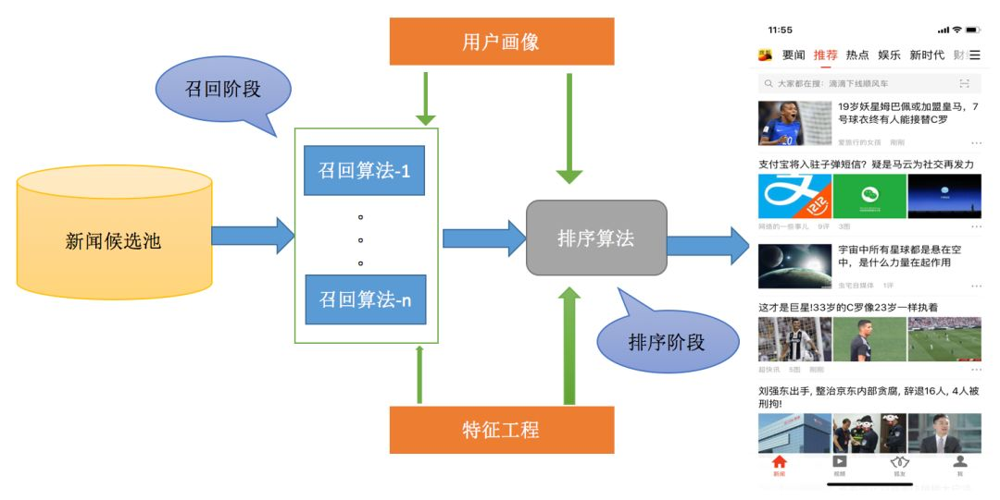 用户画像
召回阶段
召回算法-1
。
。
。
召回算法-n
新闻候选池
排序算法
排序阶段
特征工程
11:55
要闻 推荐 热点 娱乐 新时代 财
大家都在搜：滴滴下线顺风车
19岁妖星姆巴佩或加盟皇马，7
号球衣终有人能接替C罗
爱旅行的女孩 刚刚
支付宝将入驻子弹短信？疑是马云为社交再发力
1212
网络的一些事儿 9评 3图
宇宙中所有星球都是悬在空
中，是什么力量在起作用
虫宅自媒体 1评
这才是巨星!33岁的C罗像23岁一样执着
超快讯 5图 刚刚
刘强东出手, 整治京东内部贪腐, 辞退16人, 4人被
刑拘!
新闻 视频 狐友 我